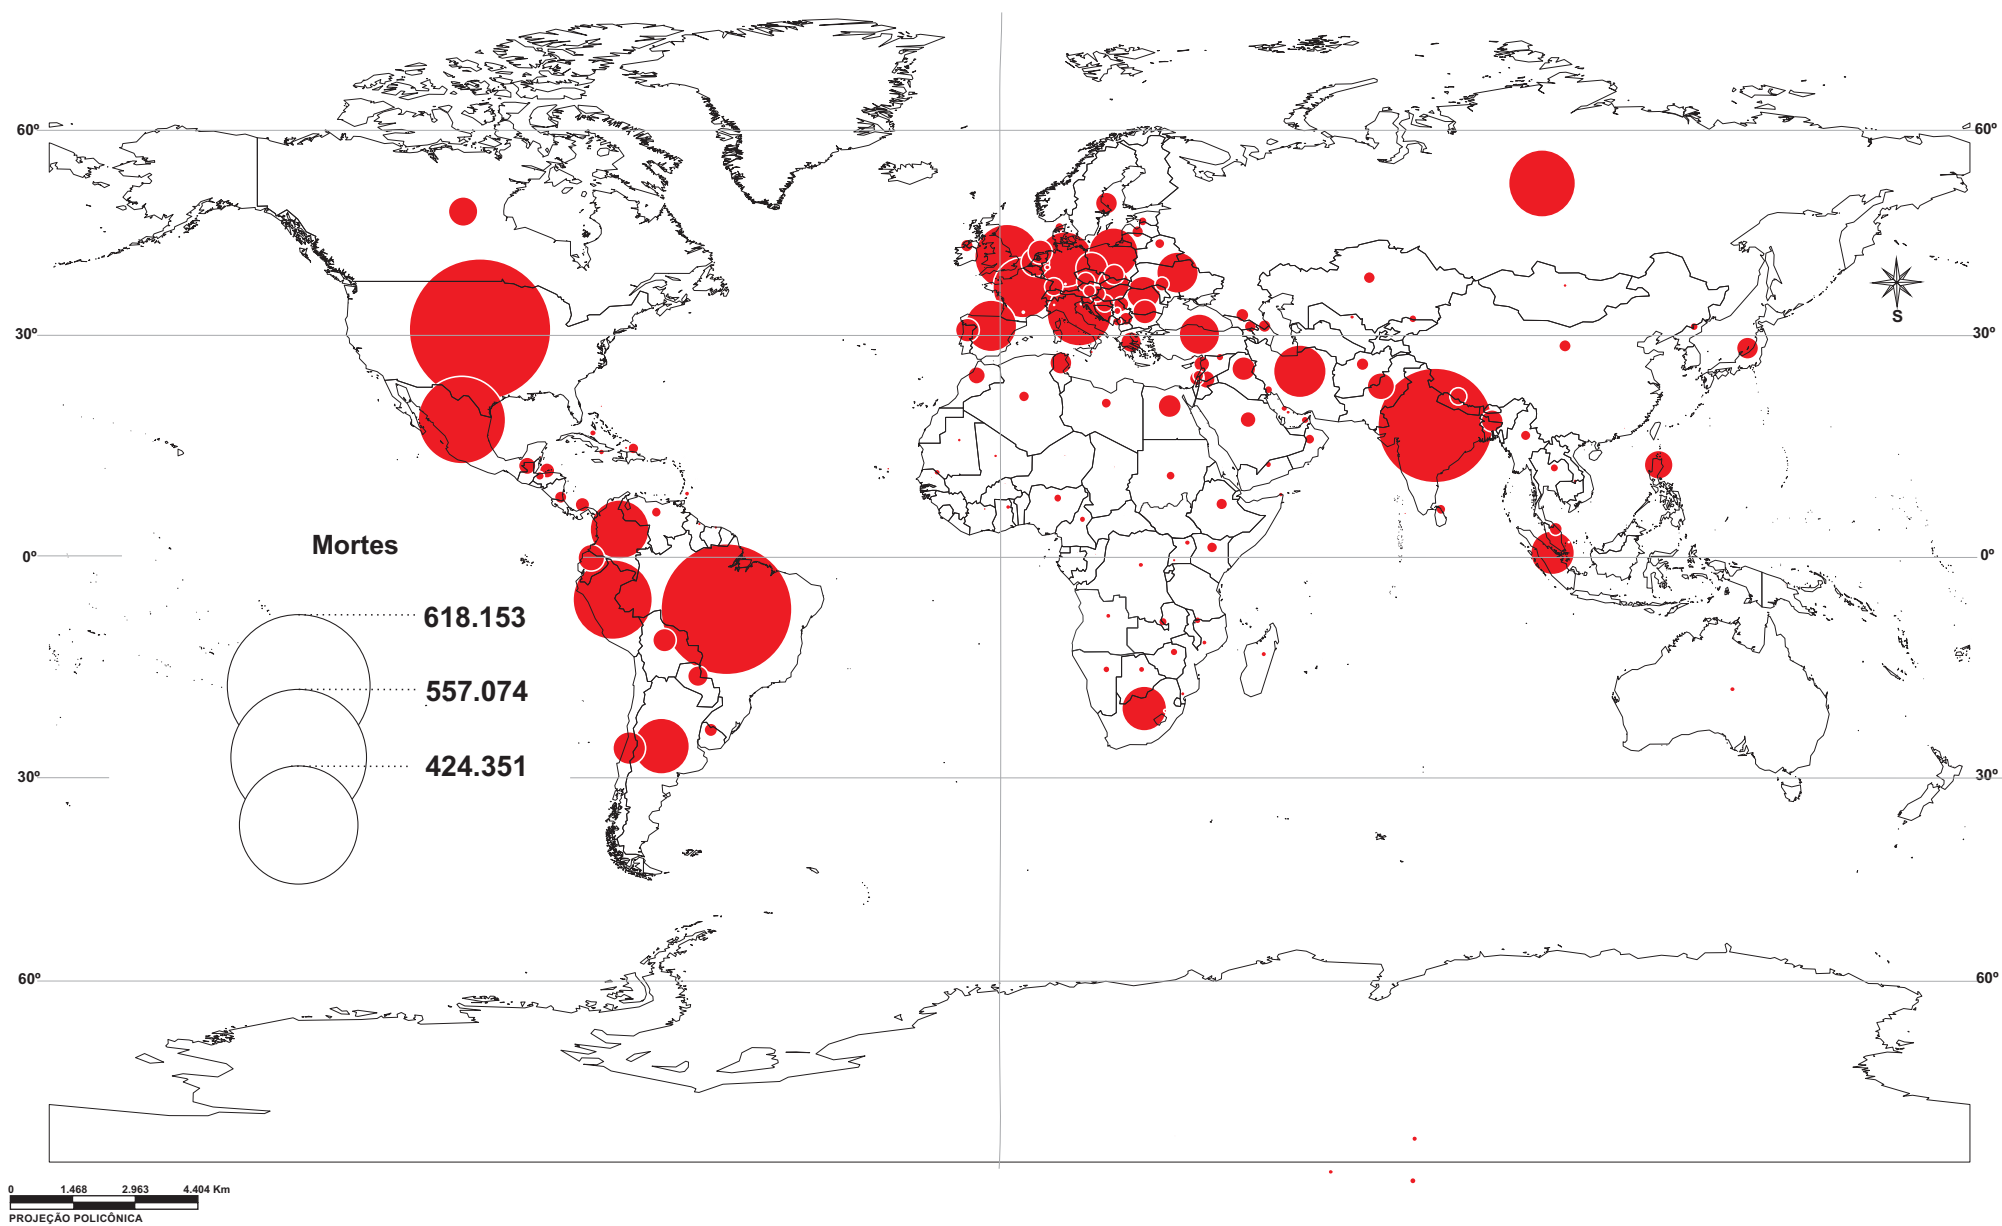 60º
60º
30º
S
30º
Mortes
0º
0º
618.153
557.074
424.351
30º
30º
60º
60º
0 1.468 2.963 4.404 Km
PROJEÇÃO POLICÔNICA